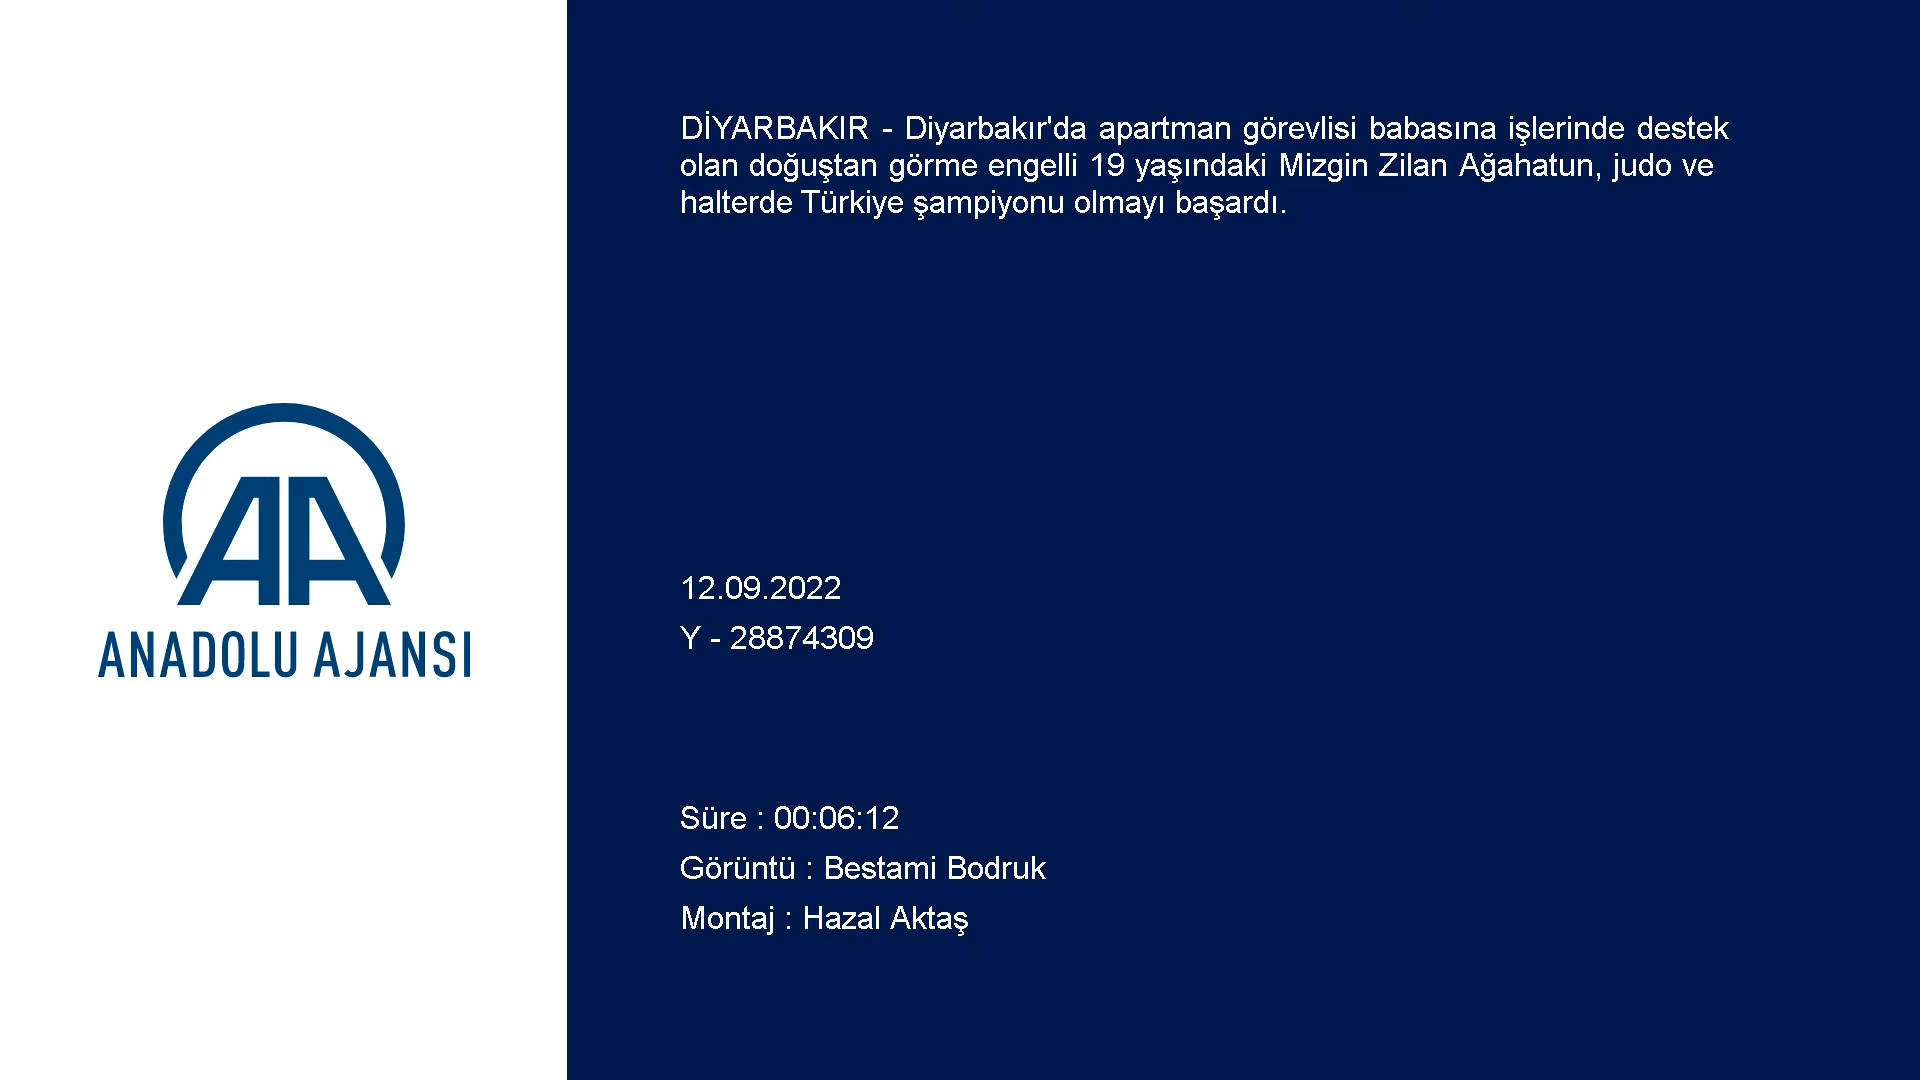 DİYARBAKIR - Diyarbakır'da apartman görevlisi babasına işlerinde destek
olan doğuştan görme engelli 19 yaşındaki Mizgin Zilan Ağahatun, judo ve
halterde Türkiye şampiyonu olmayı başardı.
AA
ANADOLU AJANSI
12.09.2022
Y - 28874309
Süre : 00:06:12
Görüntü : Bestami Bodruk
Montaj : Hazal Aktaş